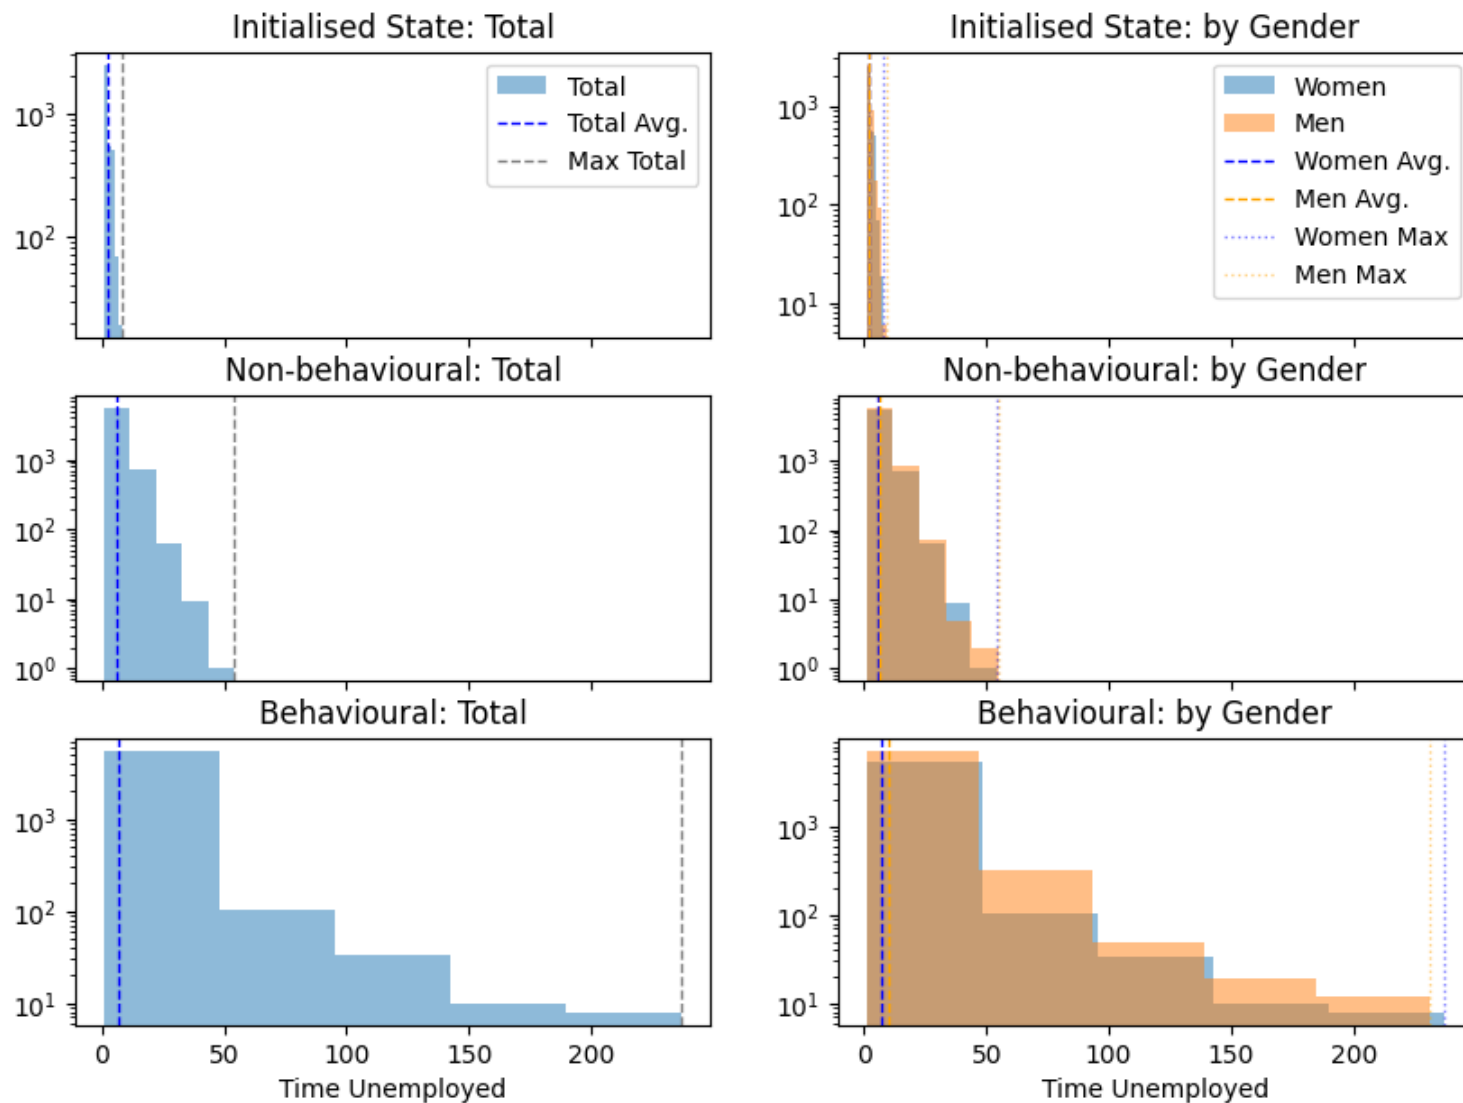 Initialised State: Total
Initialised State: by Gender
10³
10²
Total
Total Avg.
Max Total
10³
10²
10¹
Women
Men
Women Avg.
Men Avg.
Women Max
Men Max
0 50 100 150 200
0 50 100 150 200
Non-behavioural: Total
Non-behavioural: by Gender
10³
10²
10¹
10⁰
10³
10²
10¹
10⁰
Behavioural: Total
Behavioural: by Gender
10³
10²
10¹
10³
10²
10¹
Time Unemployed
Time Unemployed